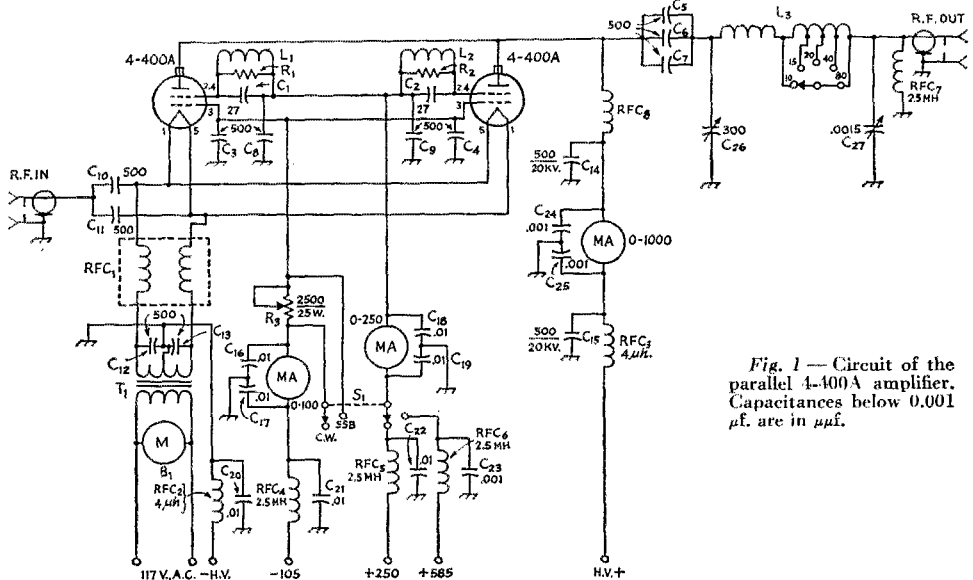 C5
500
C6
C7
L3
R.F. OUT
15
20
40
10
80
RFC7
2.5MH
300
C26
.0015
C27
4-400A
L1
R1
C1
2.4
27
3
1
5
500
C3
C8
L2
R2
C2
2.4
27
3
4-400A
5
1
500
C9
C4
RFC8
500
20KV.
C14
C24
.001
MA
0-1000
.001
C25
500
20KV.
C15
RFC3
4μh.
R.F. IN
C10
500
C11
500
RFC1
500
C12
C13
T1
M
B1
RFC2
4μh
C20
.01
R3
2500
25W.
C16
.01
MA
.01
0-100
C17
S1
C.W.
SSB
RFC4
2.5MH
C21
.01
0-250
MA
C18
.01
.01
C19
C22
RFC5
2.5MH
.01
RFC6
2.5MH
C23
.001
117 V. A.C.
-H.V.
-105
+250
+585
H.V.+
Fig. 1 — Circuit of the
parallel 4-400A amplifier.
Capacitances below 0.001
μf. are in μμf.